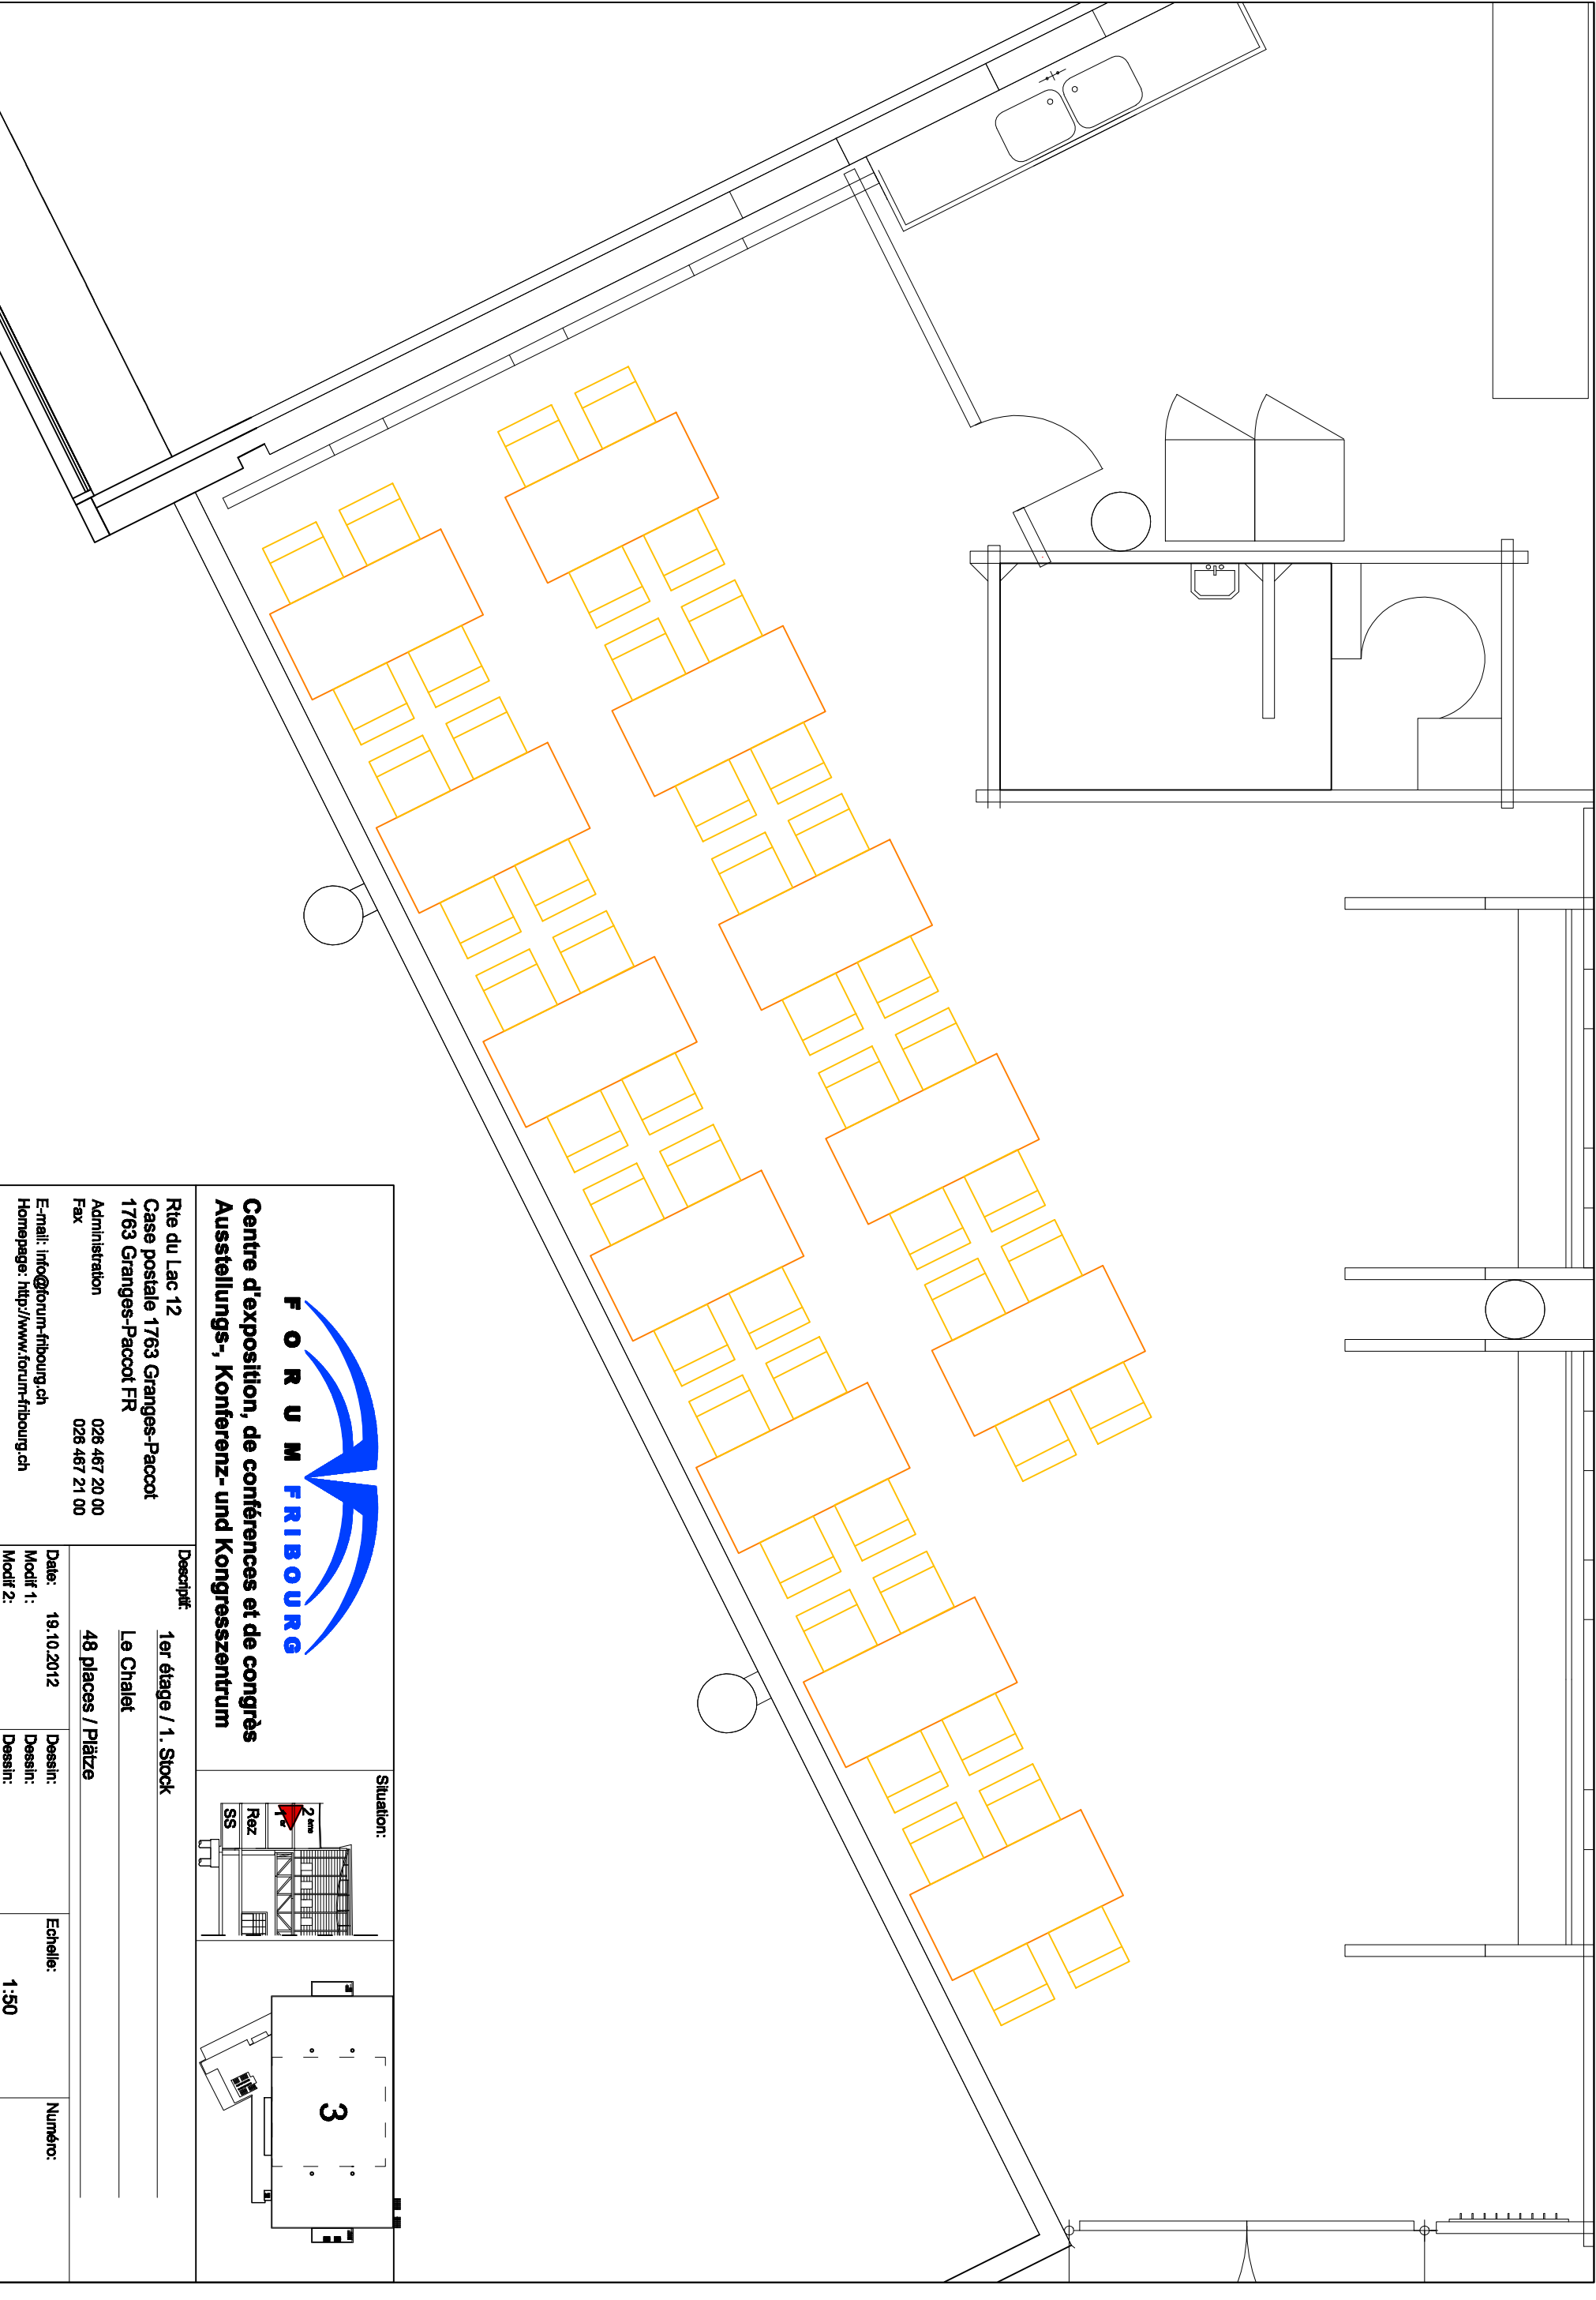 FORUM FRIBOURG
Centre d'exposition, de conférences et de congrès
Ausstellungs-, Konferenz- und Kongresszentrum
Situation:
2 ème
1 er
Rez
SS
3
Rte du Lac 12
Case postale 1763 Granges-Paccot
1763 Granges-Paccot FR
Administration 026 467 20 00
Fax 026 467 21 00
E-mail: info@forum-fribourg.ch
Homepage: http://www.forum-fribourg.ch
Descriptif:
1er étage / 1. Stock
Le Chalet
48 places / Plätze
Date: 19.10.2012 Dessin:
Modif 1: Dessin:
Modif 2: Dessin:
Echelle:
1:50
Numéro: